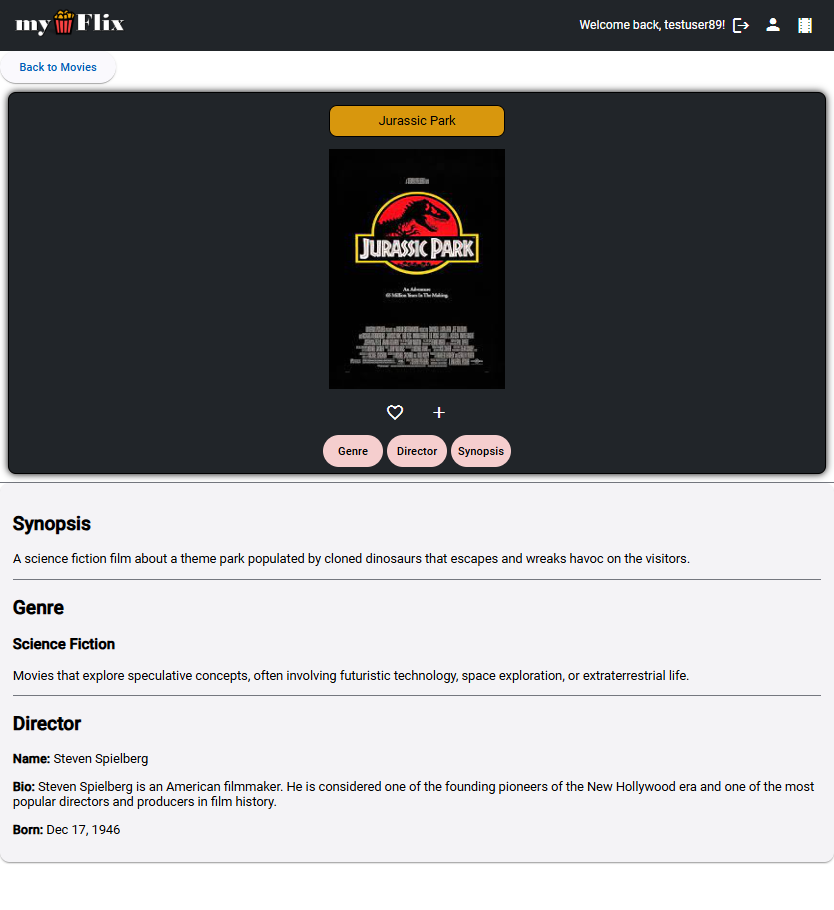 my Flix
Welcome back, testuser89!
Back to Movies
Jurassic Park
JURASSIC PARK
An Adventure
65 Million Years In The Making.
Genre
Director
Synopsis
Synopsis
A science fiction film about a theme park populated by cloned dinosaurs that escapes and wreaks havoc on the visitors.
Genre
Science Fiction
Movies that explore speculative concepts, often involving futuristic technology, space exploration, or extraterrestrial life.
Director
Name: Steven Spielberg
Bio: Steven Spielberg is an American filmmaker. He is considered one of the founding pioneers of the New Hollywood era and one of the most
popular directors and producers in film history.
Born: Dec 17, 1946